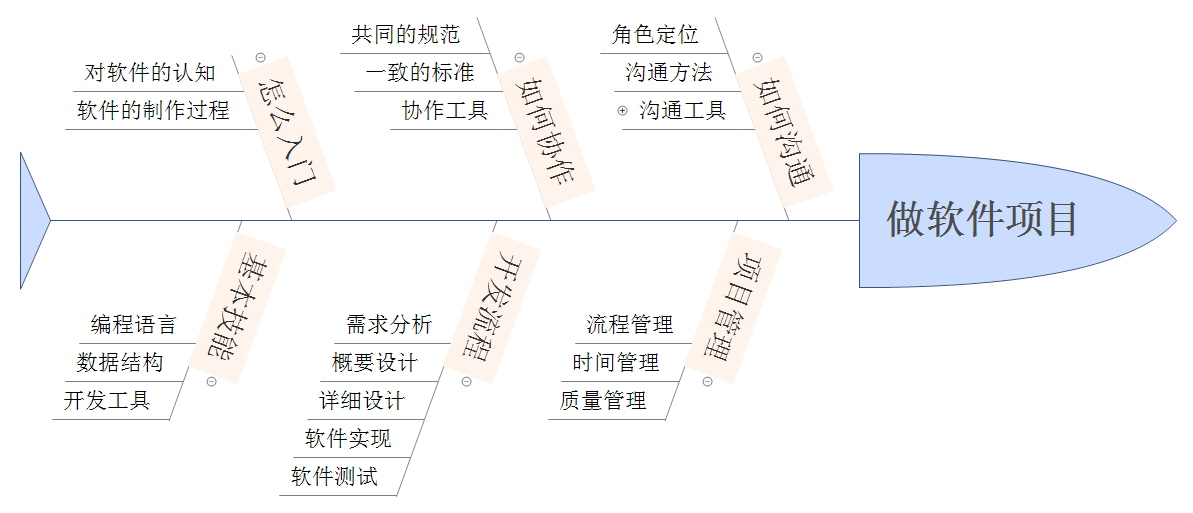 怎么入门
对软件的认知
软件的制作过程
如何协作
共同的规范
一致的标准
协作工具
如何沟通
角色定位
沟通方法
沟通工具
做软件项目
基本技能
编程语言
数据结构
开发工具
开发流程
需求分析
概要设计
详细设计
软件实现
软件测试
项目管理
流程管理
时间管理
质量管理